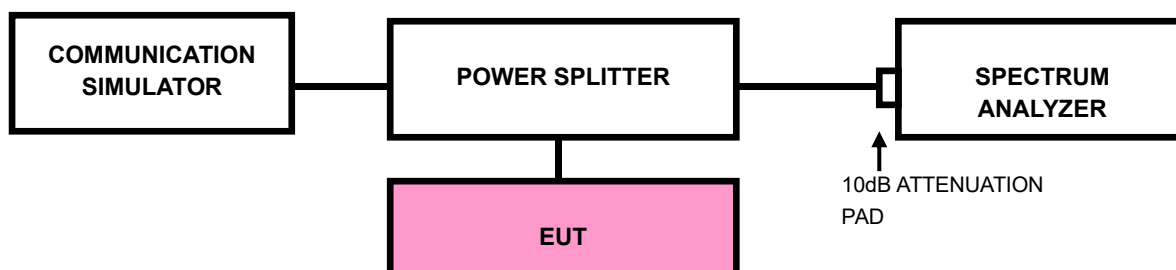 COMMUNICATION
SIMULATOR
POWER SPLITTER
SPECTRUM
ANALYZER
10dB ATTENUATION
PAD
EUT